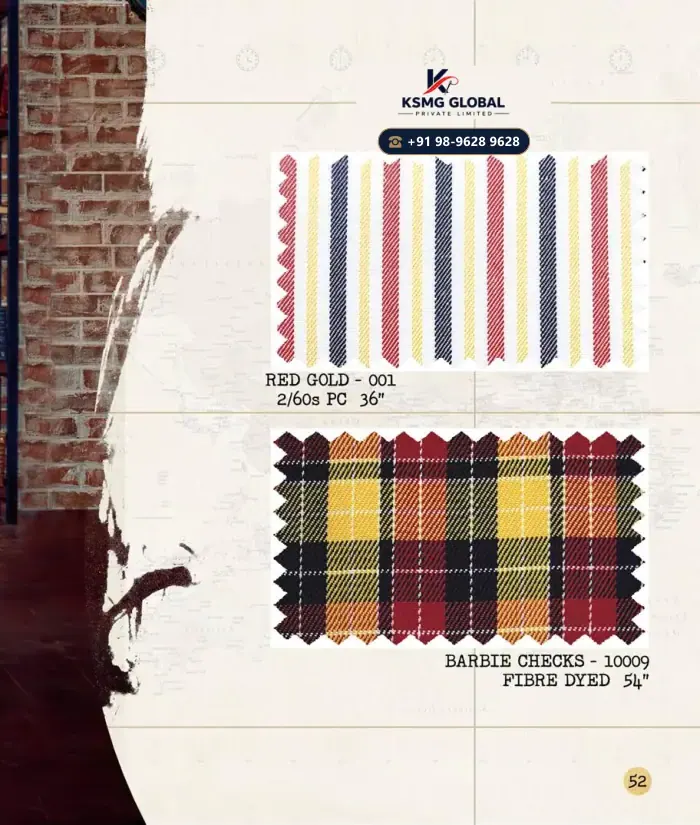 KSMG GLOBAL
PRIVATE LIMITED
+91 98-9628 9628
RED GOLD - 001
2/60s PC 36"
BARBIE CHECKS - 10009
FIBRE DYED 54"
52